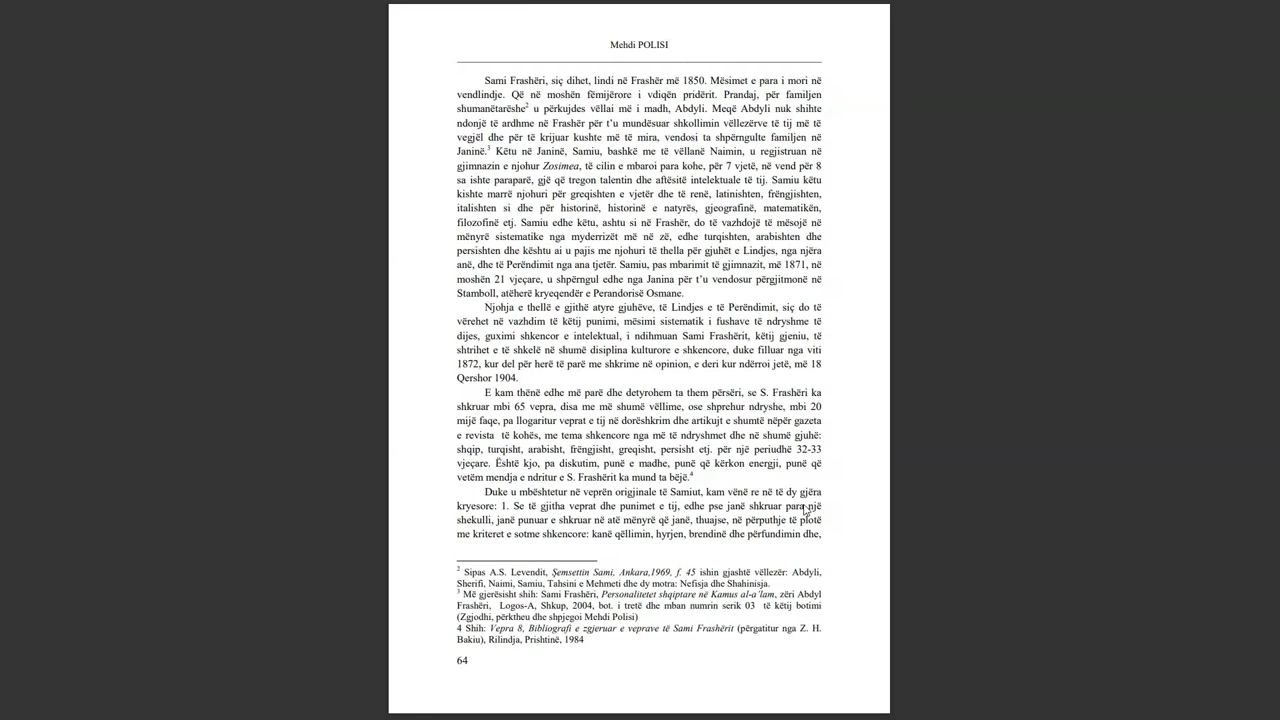 Mehdi POLISI
Sami Frashëri, siç dihet, lindi në Frashër më 1850. Mësimet e para i mori në
vendlindje. Që në moshën fëmijërore i vdiqën pridërit. Prandaj, për familjen
shumanëtarëshe² u përkujdes vëllai më i madh, Abdyli. Meqë Abdyli nuk shihte
ndonjë të ardhme në Frashër për t’u mundësuar shkollimin vëllezërve të tij më të
vegjël dhe për të krijuar kushte më të mira, vendosi ta shpërngulte familjen në
Janinë.³ Këtu në Janinë, Samiu, bashkë me të vëllanë Naimin, u regjistruan në
gjimnazin e njohur Zosimea, të cilin e mbaroi para kohe, për 7 vjetë, në vend për 8
sa ishte paraparë, gjë që tregon talentin dhe aftësitë intelektuale të tij. Samiu këtu
kishte marrë njohuri për greqishten e vjetër dhe të renë, latinishten, frëngjishten,
italishten si dhe për historinë, historinë e natyrës, gjeografinë, matematikën,
filozofinë etj. Samiu edhe këtu, ashtu si në Frashër, do të vazhdojë të mësojë në
mënyrë sistematike nga myderrizët më në zë, edhe turqishten, arabishten dhe
persishten dhe kështu ai u pajis me njohuri të thella për gjuhët e Lindjes, nga njëra
anë, dhe të Perëndimit nga ana tjetër. Samiu, pas mbarimit të gjimnazit, më 1871, në
moshën 21 vjeçare, u shpërngul edhe nga Janina për t’u vendosur përgjitmonë në
Stamboll, atëherë kryeqendër e Perandorisë Osmane.
Njohja e thellë e gjithë atyre gjuhëve, të Lindjes e të Perëndimit, siç do të
vërehet në vazhdim të këtij punimi, mësimi sistematik i fushave të ndryshme të
dijes, guximi shkencor e intelektual, i ndihmuan Sami Frashërit, këtij gjeniu, të
shtrihet e të shkelë në shumë disiplina kulturore e shkencore, duke filluar nga viti
1872, kur del për herë të parë me shkrime në opinion, e deri kur ndërroi jetë, më 18
Qershor 1904.
E kam thënë edhe më parë dhe detyrohem ta them përsëri, se S. Frashëri ka
shkruar mbi 65 vepra, disa me më shumë vëllime, ose shprehur ndryshe, mbi 20
mijë faqe, pa llogaritur veprat e tij në dorëshkrim dhe artikujt e shumtë nëpër gazeta
e revista të kohës, me tema shkencore nga më të ndryshmet dhe në shumë gjuhë:
shqip, turqisht, arabisht, frëngjisht, greqisht, persisht etj. për një periudhë 32-33
vjeçare. Është kjo, pa diskutim, punë e madhe, punë që kërkon energji, punë që
vetëm mendja e ndritur e S. Frashërit ka mund ta bëjë.⁴
Duke u mbështetur në veprën origjinale të Samiut, kam vënë re në të dy gjëra
kryesore: 1. Se të gjitha veprat dhe punimet e tij, edhe pse janë shkruar para një
shekulli, janë punuar e shkruar në atë mënyrë që janë, thuajse, në përputhje të plotë
me kriteret e sotme shkencore: kanë qëllimin, hyrjen, brendinë dhe përfundimin dhe,
² Sipas A.S. Levendit, Şemsettin Sami, Ankara,1969, f. 45 ishin gjashtë vëllezër: Abdyli,
Sherifi, Naimi, Samiu, Tahsini e Mehmeti dhe dy motra: Nefisja dhe Shahinisja.
³ Më gjerësisht shih: Sami Frashëri, Personalitetet shqiptare në Kamus al-a’lam, zëri Abdyl
Frashëri, Logos-A, Shkup, 2004, bot. i tretë dhe mban numrin serik 03 të këtij botimi
(Zgjodhi, përktheu dhe shpjegoi Mehdi Polisi)
4 Shih: Vepra 8, Bibliografi e zgjeruar e veprave të Sami Frashërit (përgatitur nga Z. H.
Bakiu), Rilindja, Prishtinë, 1984
64